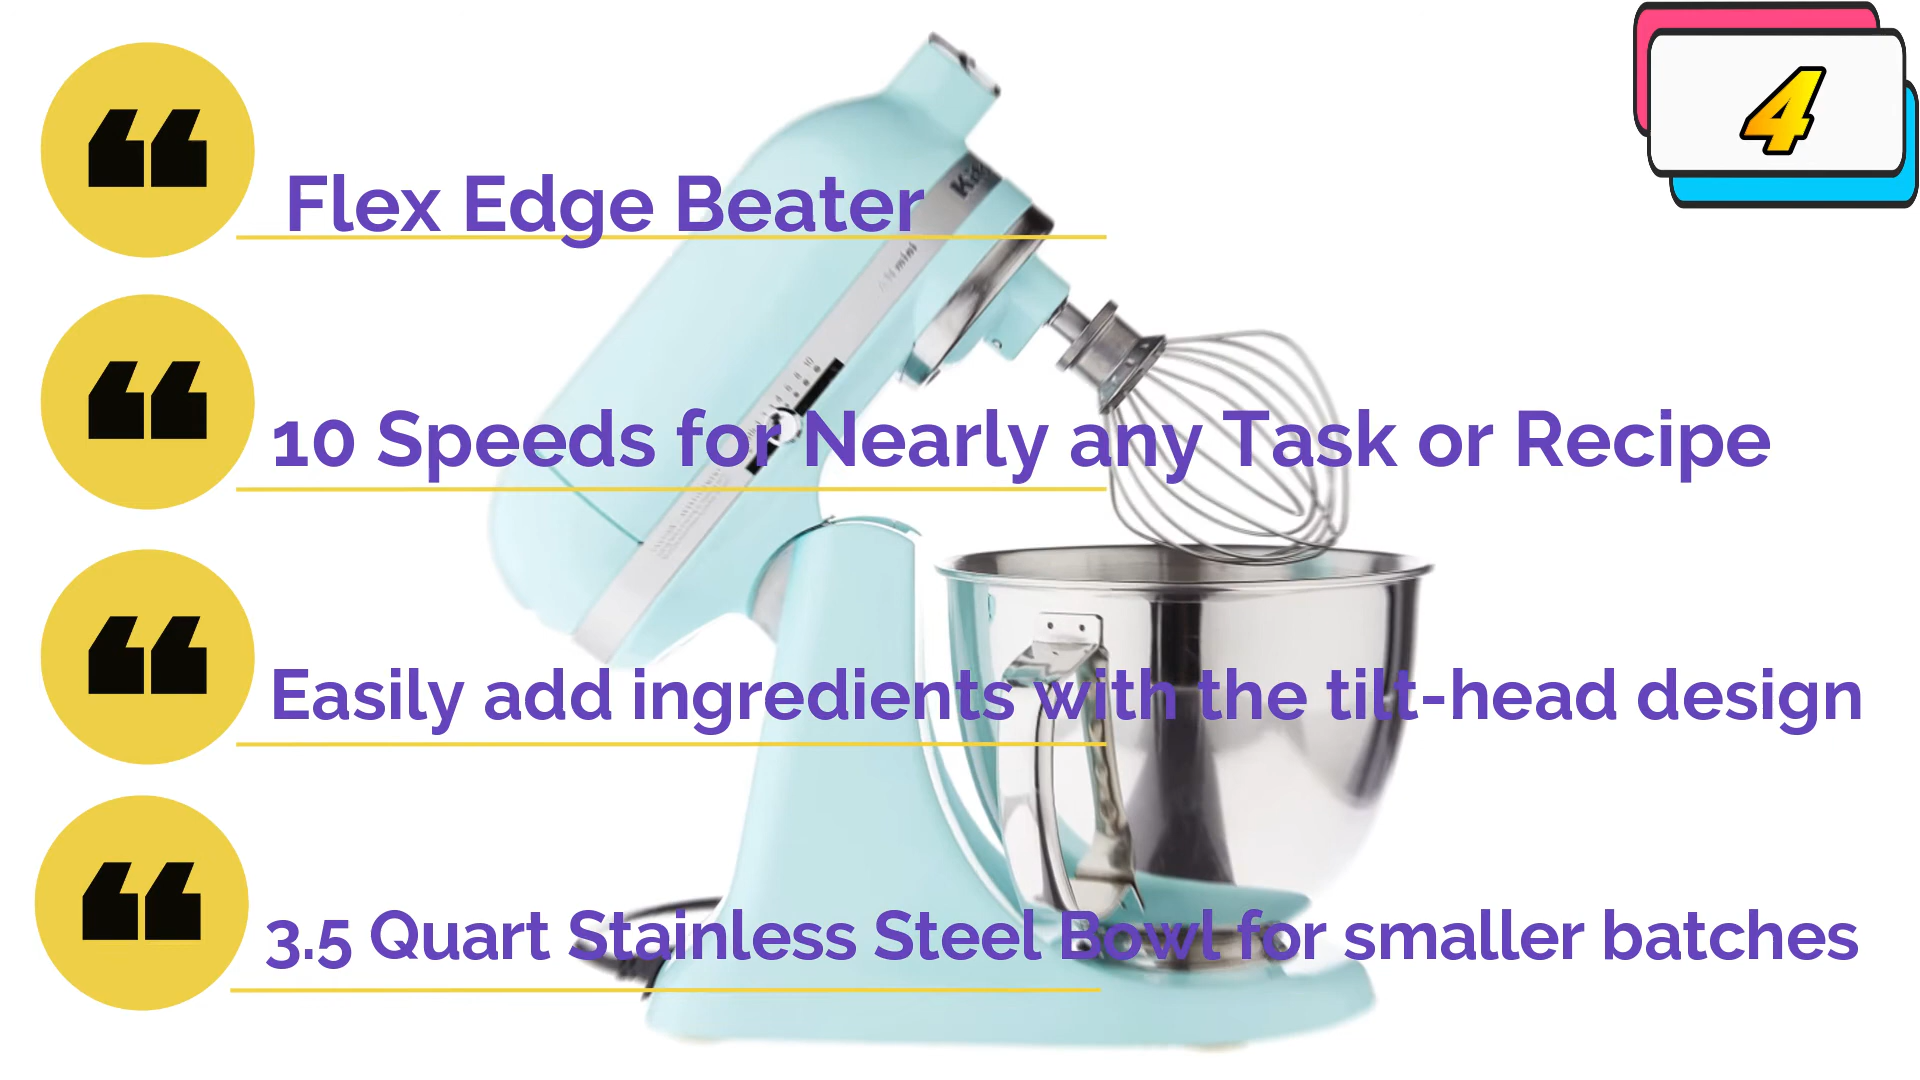 4
Flex Edge Beater
10 Speeds for Nearly any Task or Recipe
Easily add ingredients with the tilt-head design
3.5 Quart Stainless Steel Bowl for smaller batches
mini